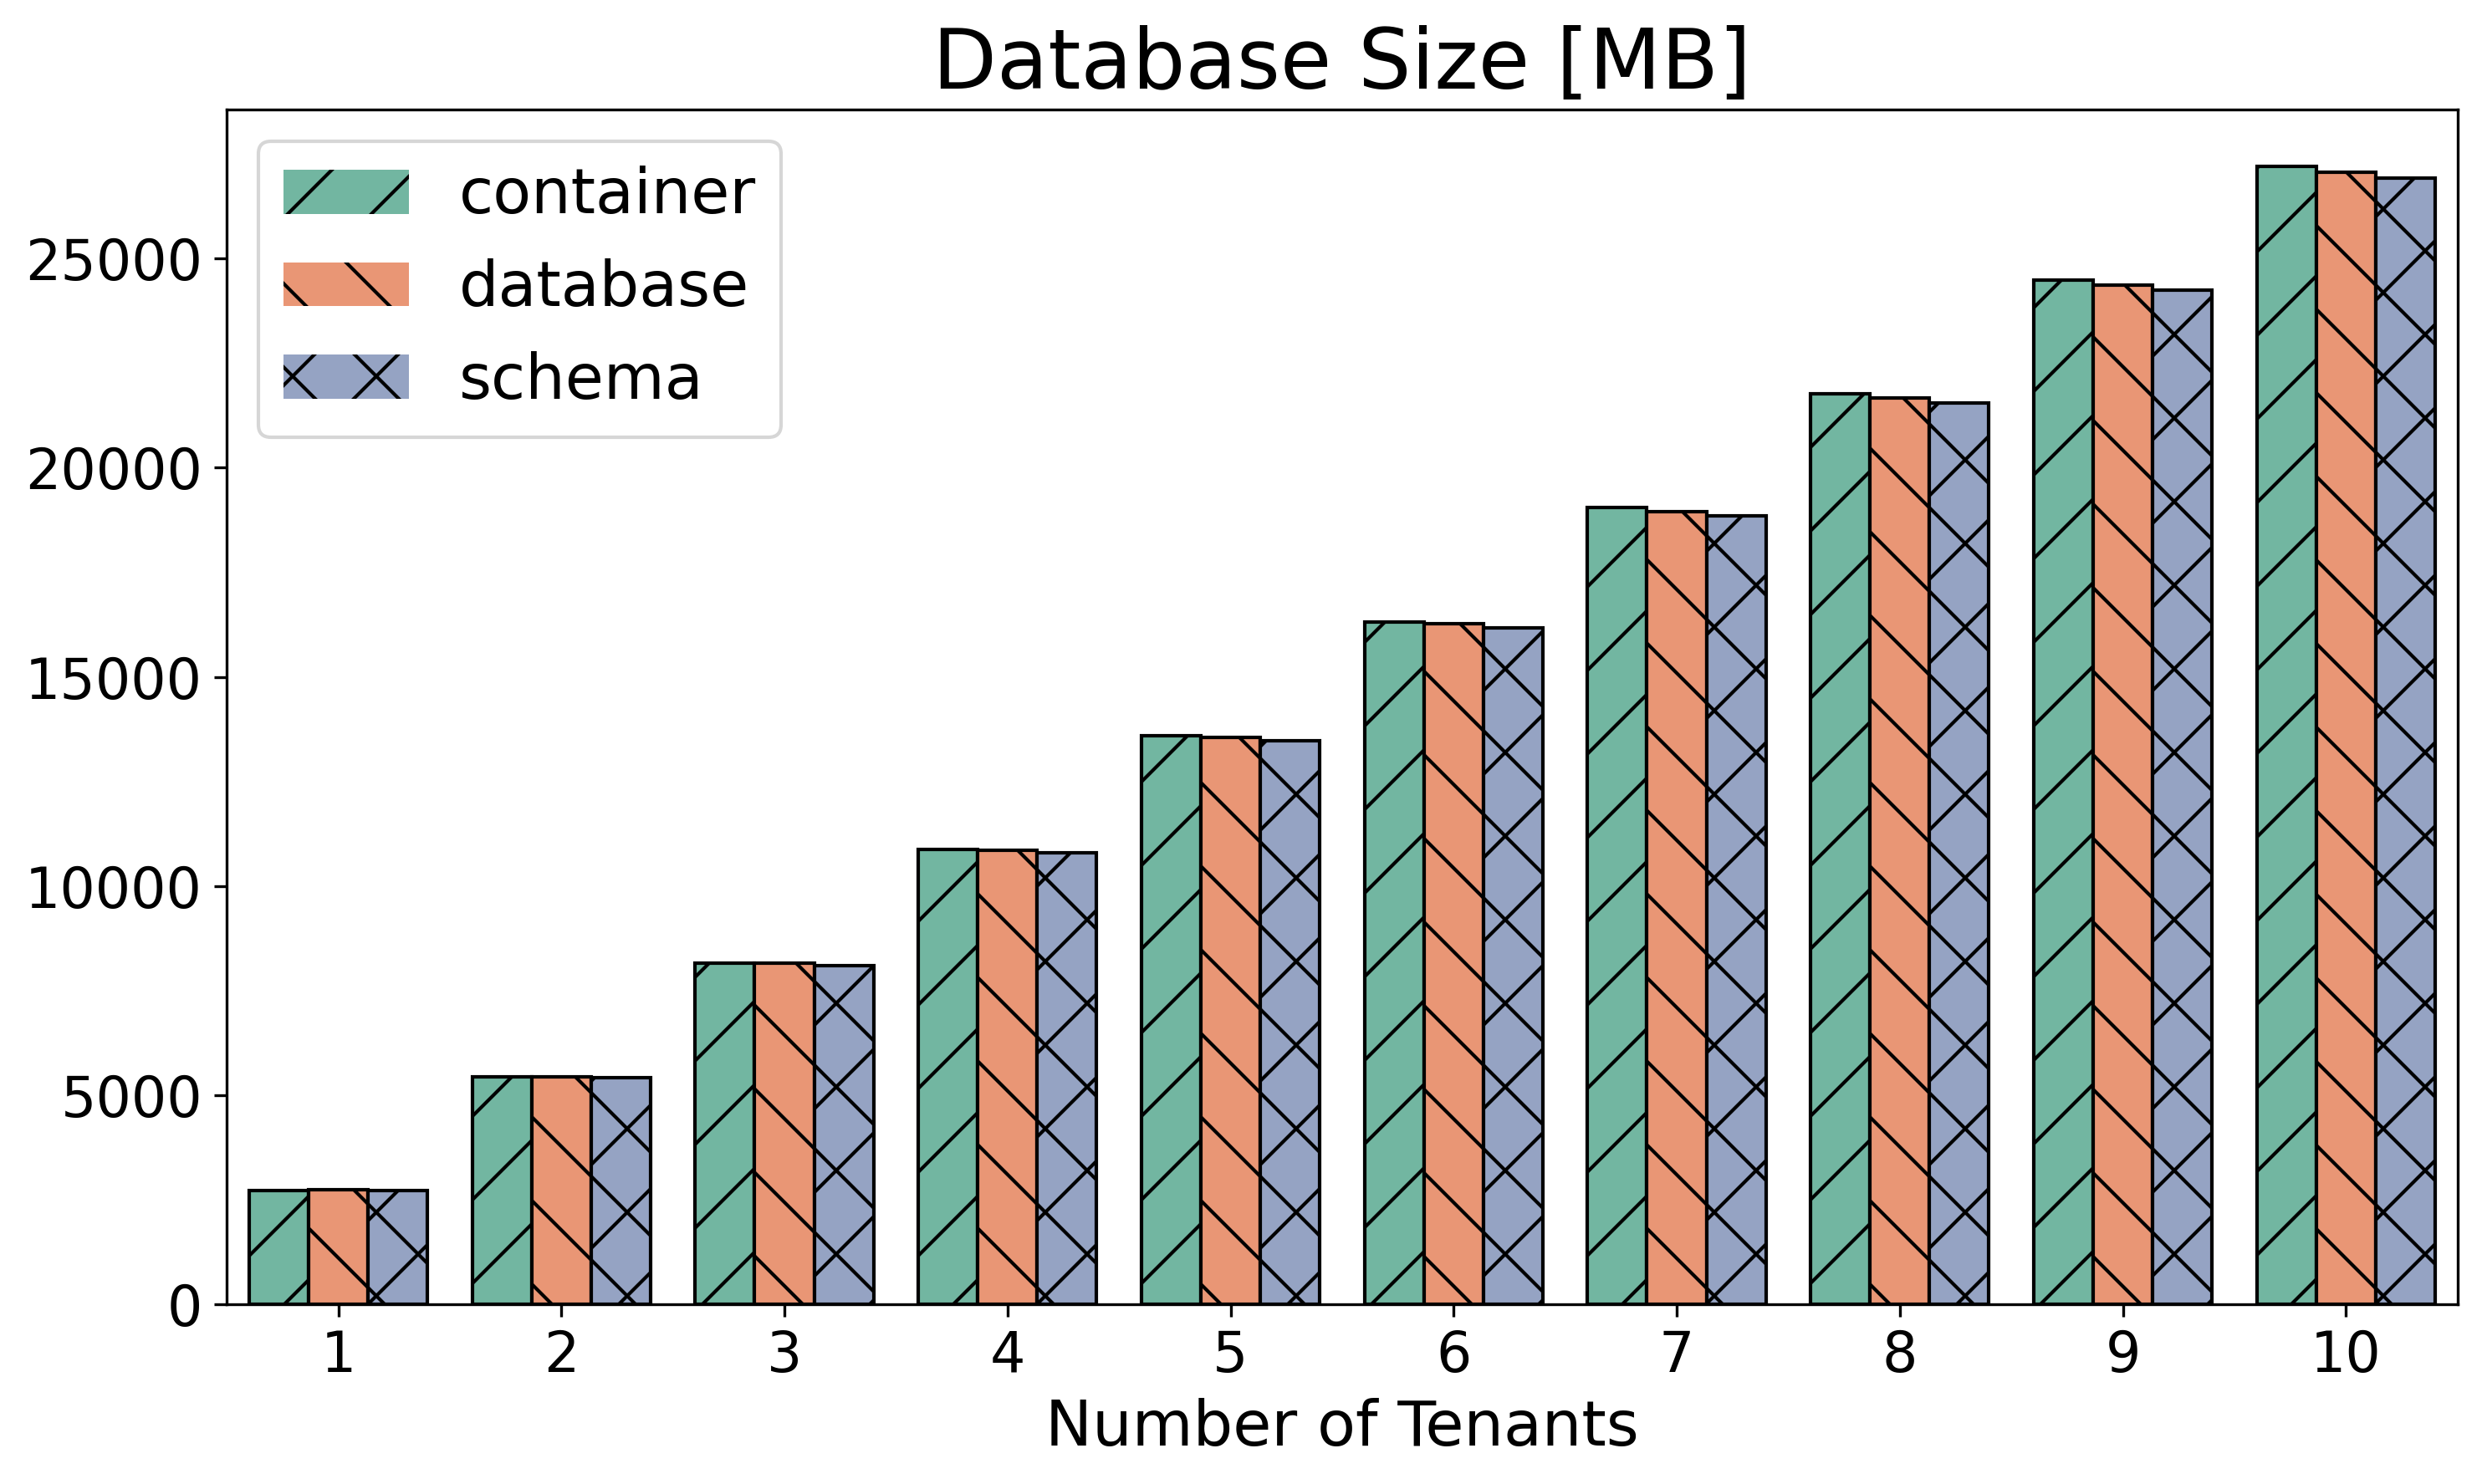 Database Size [MB]
container
database
schema
25000
20000
15000
10000
5000
0
1 2 3 4 5 6 7 8 9 10
Number of Tenants